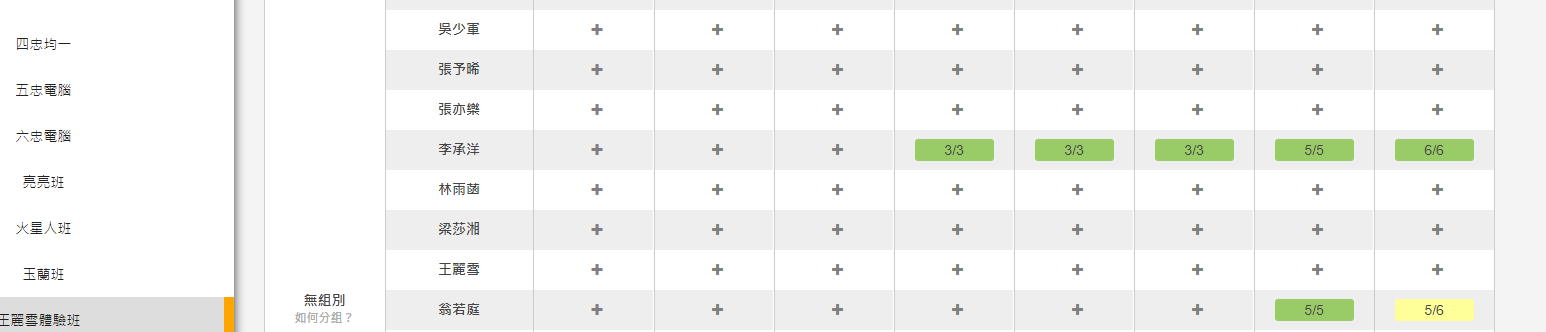 四忠均一
五忠電腦
六忠電腦
亮亮班
火星人班
玉蘭班
王麗雪體驗班
無組別
如何分組？
吳少軍
張予晞
張亦樂
李承洋 3/3 3/3 3/3 5/5 6/6
林雨菡
梁莎湘
王麗雪
翁若庭 5/5 5/6